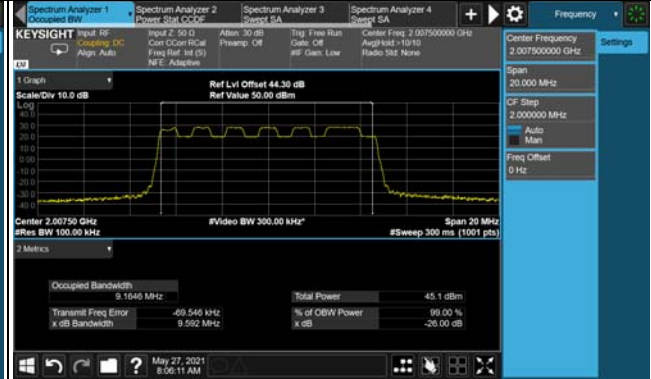 Spectrum Analyzer 1
Occupied BW
Spectrum Analyzer 2
Power Stat CCDF
Spectrum Analyzer 3
Swept SA
Spectrum Analyzer 4
Swept SA
Frequency
KEYSIGHT
Input: RF
Coupling: DC
Align: Auto
Input Z: 50 Ω
Corr CCorr RCal
Freq Ref: Int (S)
NFE: Adaptive
Atten: 30 dB
Preamp: Off
Trig: Free Run
Gate: Off
#IF Gain: Low
Center Freq: 2.007500000 GHz
Avg|Hold:>10/10
Radio Std: None
Center Frequency
2.007500000 GHz
Settings
Span
20.000 MHz
CF Step
2.000000 MHz
Auto
Man
Freq Offset
0 Hz
1 Graph
Scale/Div 10.0 dB
Ref Lvl Offset 44.30 dB
Ref Value 50.00 dBm
Log
40.0
30.0
20.0
10.0
0.00
-10.0
-20.0
-30.0
-40.0
Center 2.00750 GHz
#Res BW 100.00 kHz
#Video BW 300.00 kHz*
Span 20 MHz
#Sweep 300 ms (1001 pts)
2 Metrics
Occupied Bandwidth
9.1646 MHz
Total Power
45.1 dBm
Transmit Freq Error
-69.546 kHz
% of OBW Power
99.00 %
x dB Bandwidth
9.592 MHz
x dB
-26.00 dB
May 27, 2021
8:06:11 AM